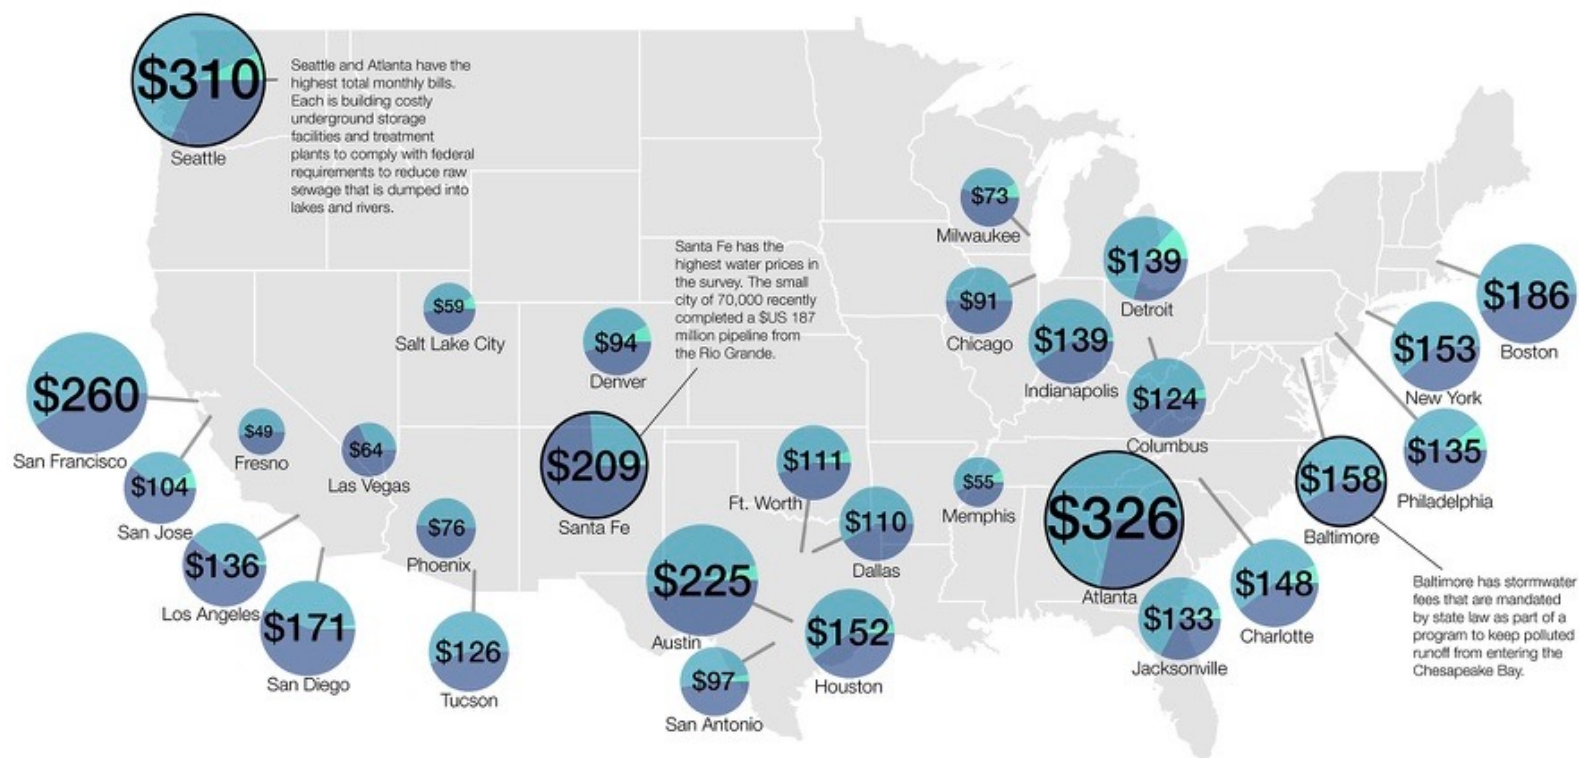 $310
Seattle
Seattle and Atlanta have the
highest total monthly bills.
Each is building costly
underground storage
facilities and treatment
plants to comply with federal
requirements to reduce raw
sewage that is dumped into
lakes and rivers.
$73
Milwaukee
Santa Fe has the
highest water prices in
the survey. The small
city of 70,000 recently
completed a $US 187
million pipeline from
the Rio Grande.
$139
Detroit
$59
Salt Lake City
$94
Denver
$91
Chicago
$139
Indianapolis
$186
Boston
$153
New York
$260
San Francisco
$49
Fresno
$64
Las Vegas
$124
Columbus
$135
Philadelphia
$104
San Jose
$209
Santa Fe
$111
Ft. Worth
$55
Memphis
$158
Baltimore
$76
Phoenix
$110
Dallas
$326
Atlanta
$136
Los Angeles
$225
Austin
$148
Charlotte
Baltimore has stormwater
fees that are mandated
by state law as part of a
program to keep polluted
runoff from entering the
Chesapeake Bay.
$171
San Diego
$126
Tucson
$152
Houston
$133
Jacksonville
$97
San Antonio